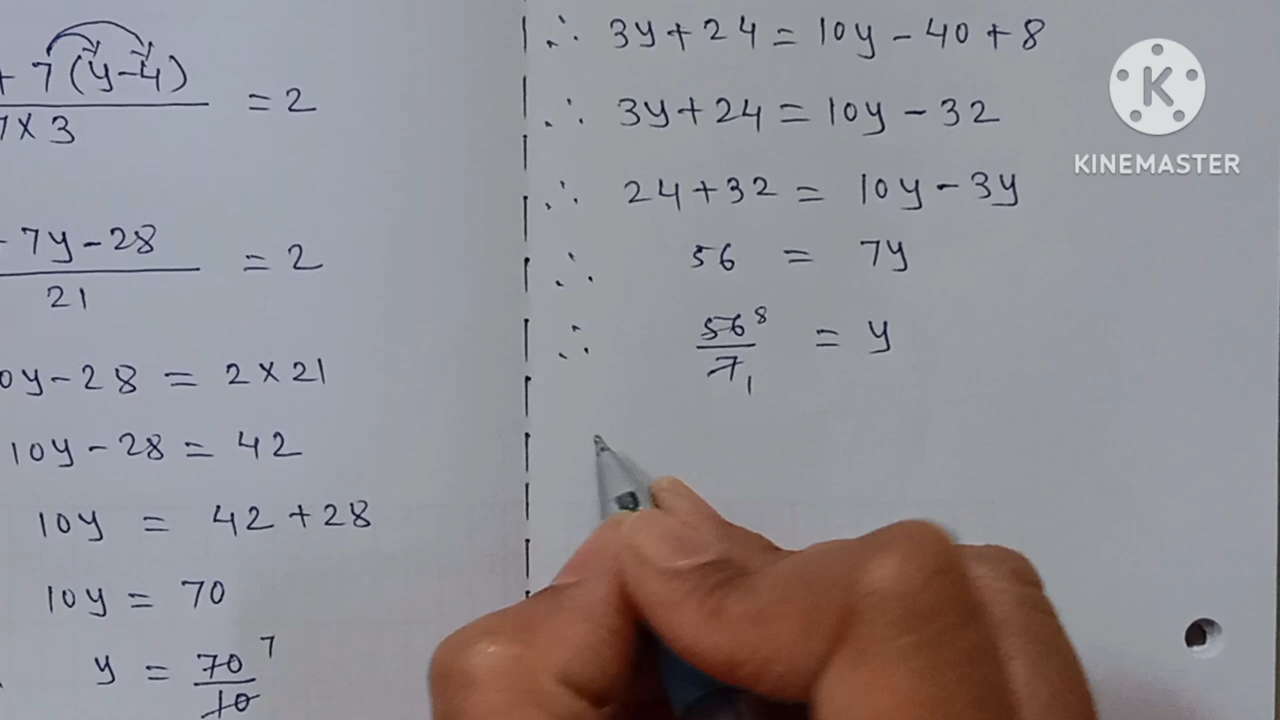 + 7(y-4)
7 × 3 = 2
+ 7y - 28
21 = 2
0y - 28 = 2 × 21
10y - 28 = 42
10y = 42 + 28
10y = 70
y = 70 7
10
∴ 3y + 24 = 10y - 40 + 8
∴ 3y + 24 = 10y - 32
∴ 24 + 32 = 10y - 3y
∴ 56 = 7y
∴ 56 8 = y
7 1
K
KINEMASTER